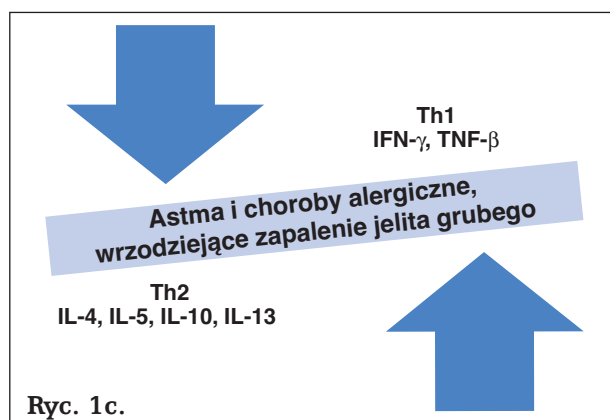 Th1
IFN-γ, TNF-β
Astma i choroby alergiczne,
wrzodziejące zapalenie jelita grubego
Th2
IL-4, IL-5, IL-10, IL-13
Ryc. 1c.